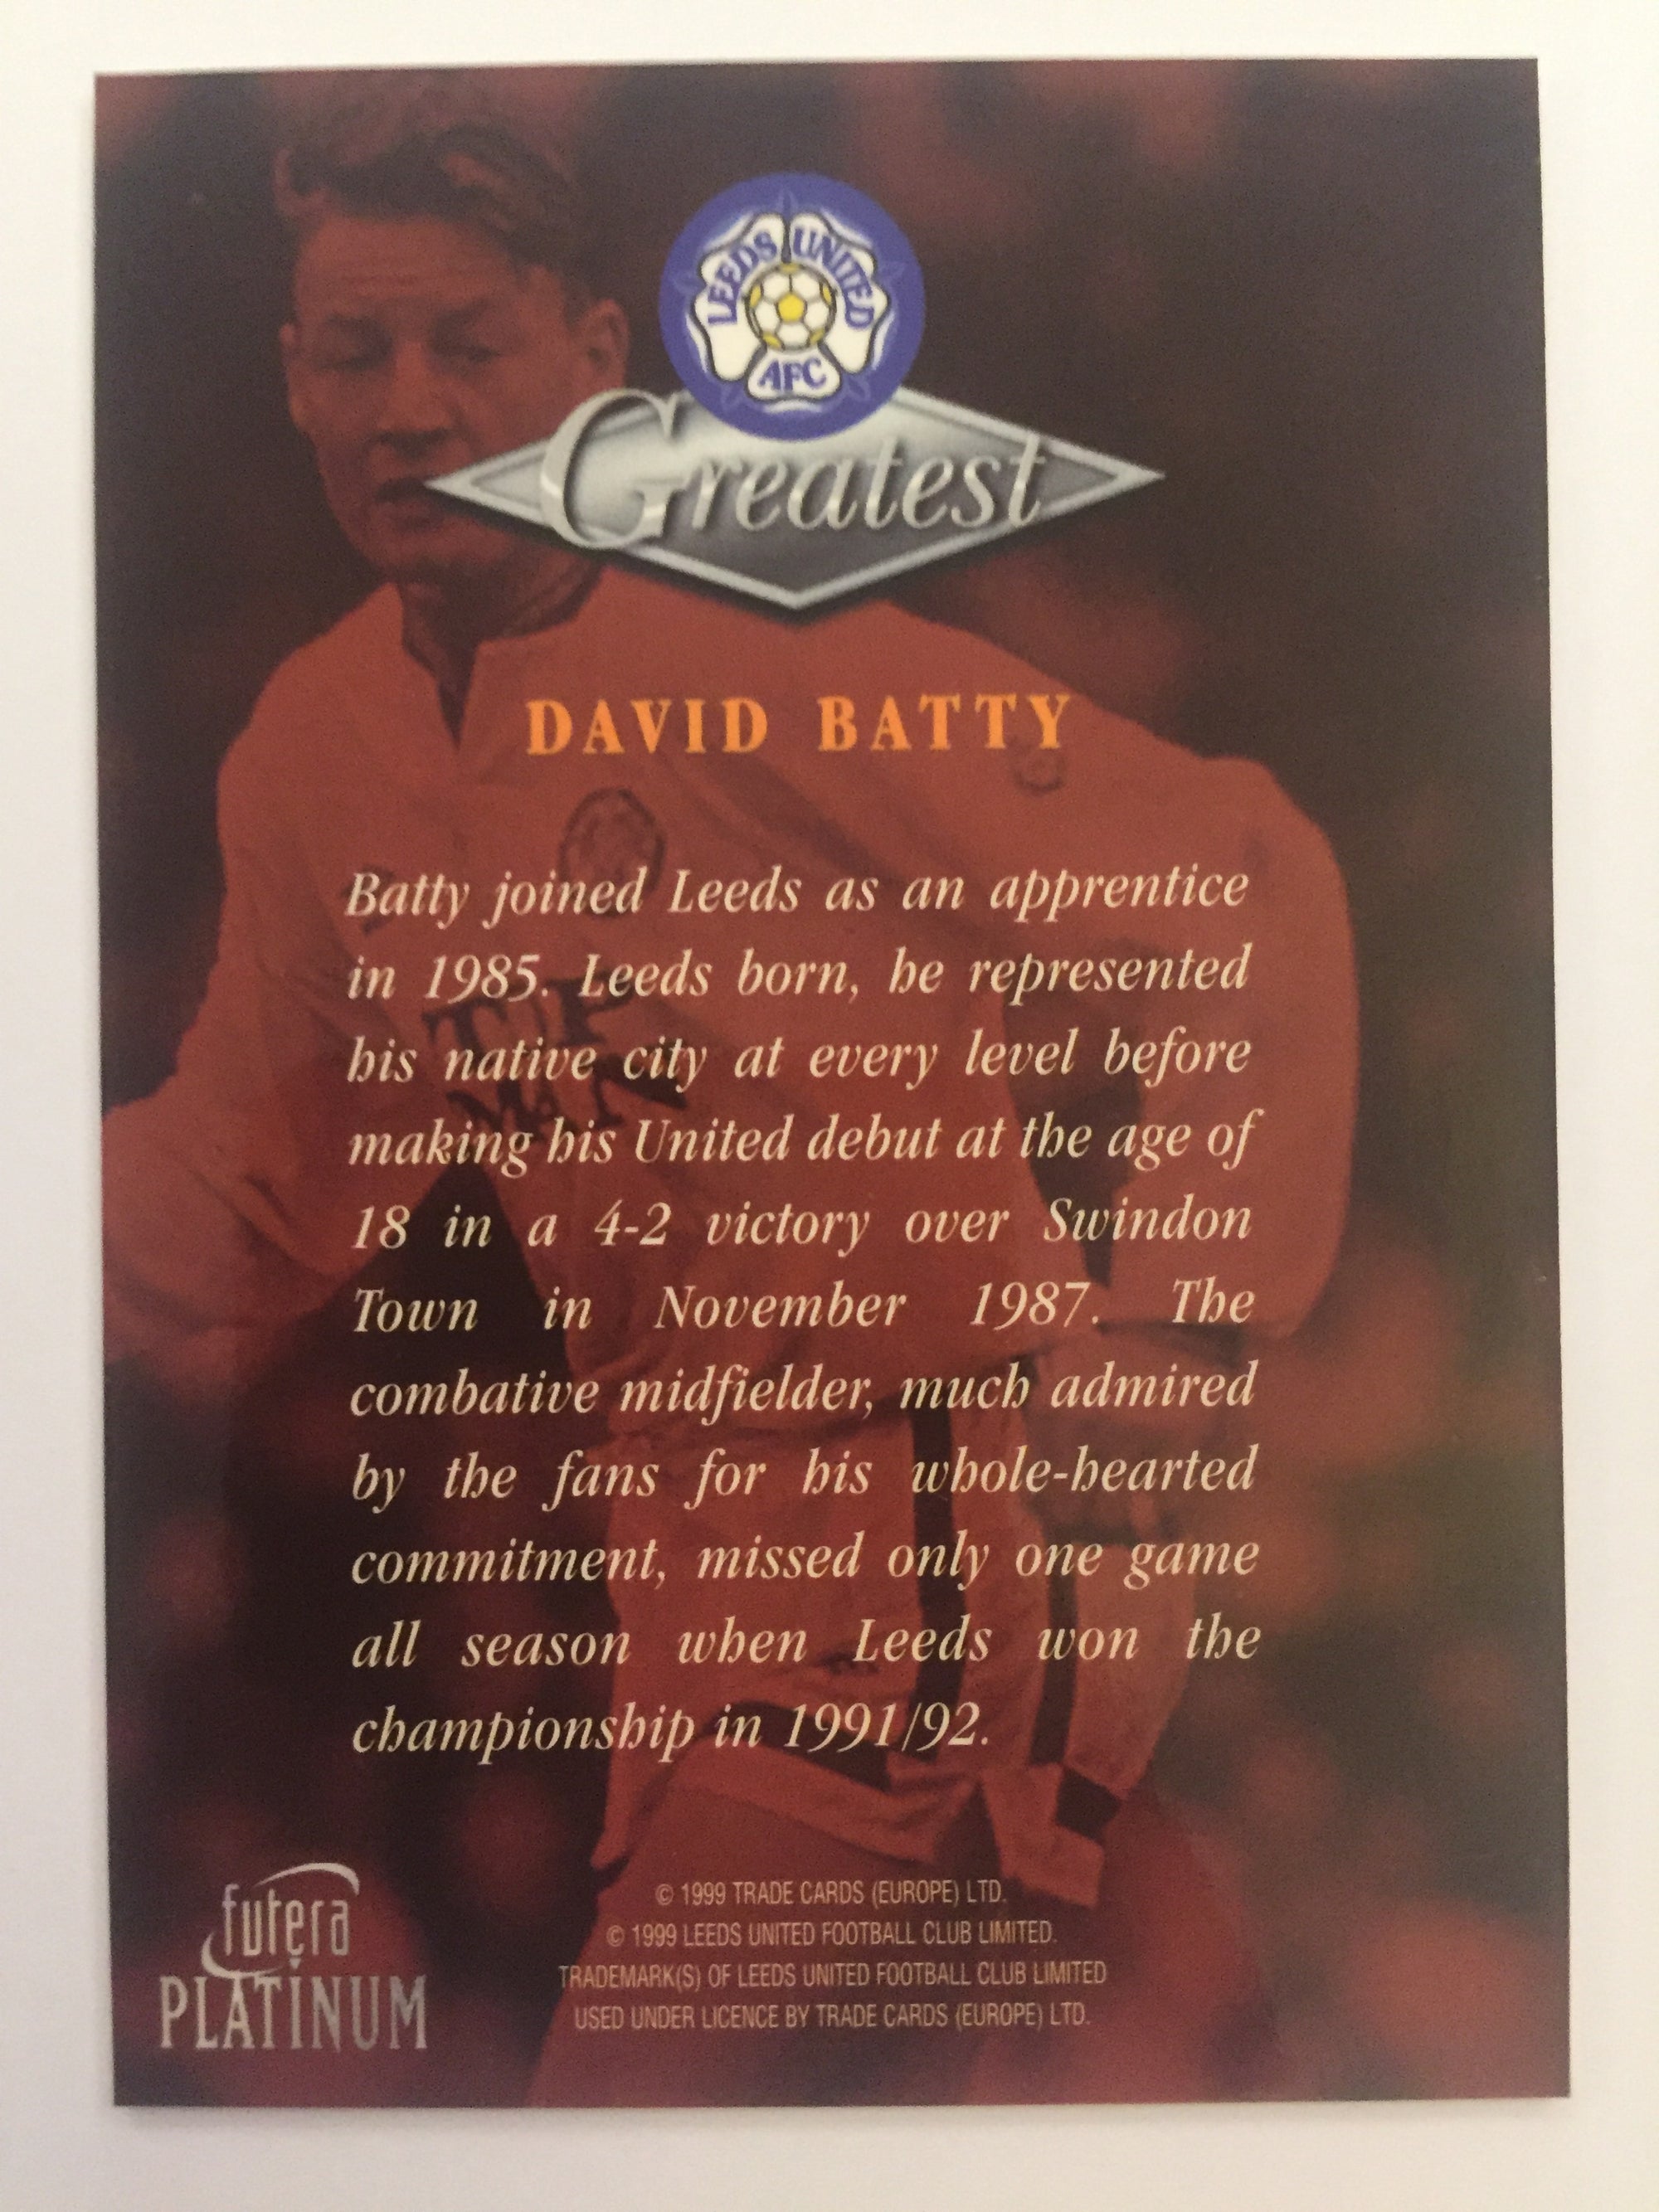 LEEDS UNITED
AFC
Greatest
DAVID BATTY
Batty joined Leeds as an apprentice
in 1985. Leeds born, he represented
his native city at every level before
making his United debut at the age of
18 in a 4-2 victory over Swindon
Town in November 1987. The
combative midfielder, much admired
by the fans for his whole-hearted
commitment, missed only one game
all season when Leeds won the
championship in 1991/92.
© 1999 TRADE CARDS (EUROPE) LTD.
© 1999 LEEDS UNITED FOOTBALL CLUB LIMITED.
TRADEMARK(S) OF LEEDS UNITED FOOTBALL CLUB LIMITED
USED UNDER LICENCE BY TRADE CARDS (EUROPE) LTD.
futera
PLATINUM